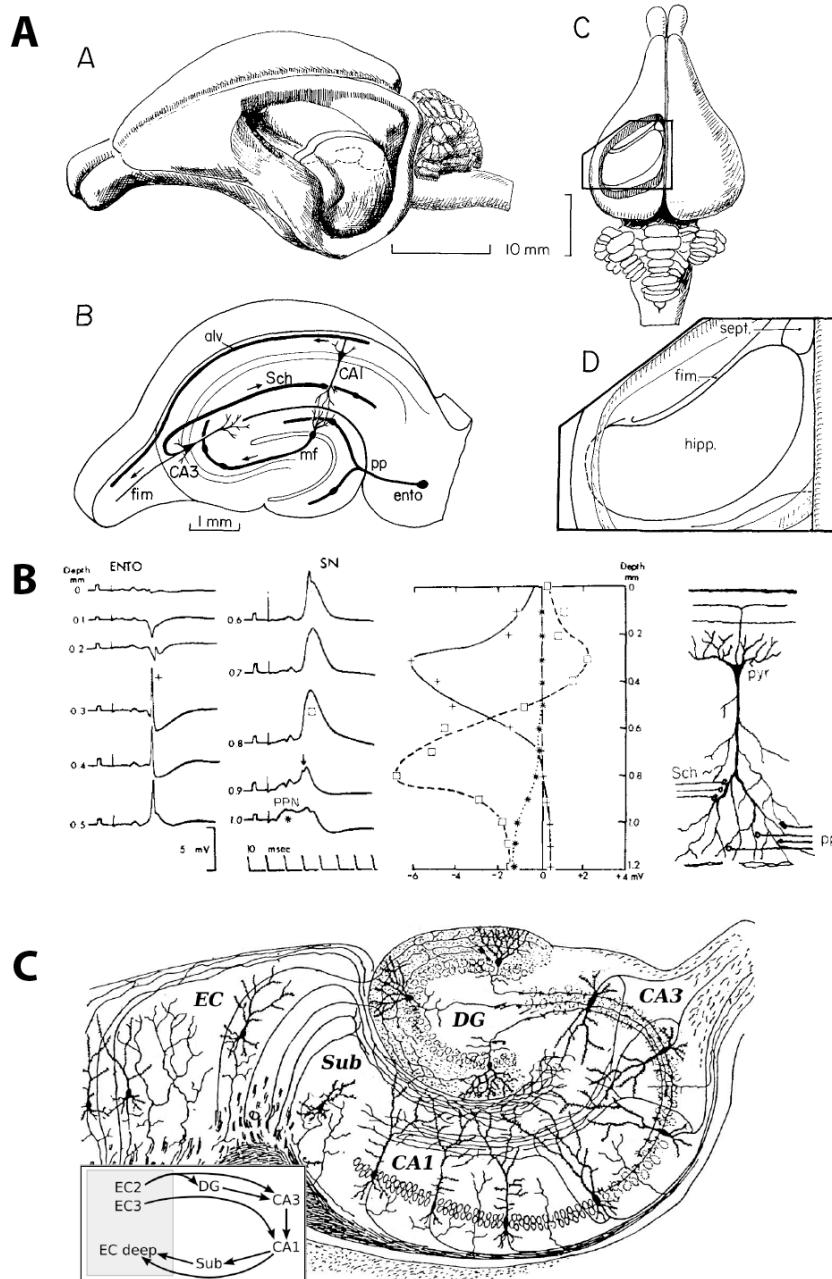 A
A
C
10 mm
B
alv
Sch
CA1
CA3
mf
pp
fim
ento
1 mm
D
sept.
fim.
hipp.
B
Depth mm
ENTO
SN
Depth mm
0
0.1
0.2
0.3
0.4
0.5
5 mV
0.6
0.7
0.8
0.9
PPN
1.0
10 msec
0
0.2
0.4
0.6
0.8
1.0
1.2
-6
-4
-2
0
+2
+4 mV
pyr
Sch
pp
C
EC
DG
CA3
Sub
CA1
EC2
DG
EC3
CA3
EC deep
Sub
CA1